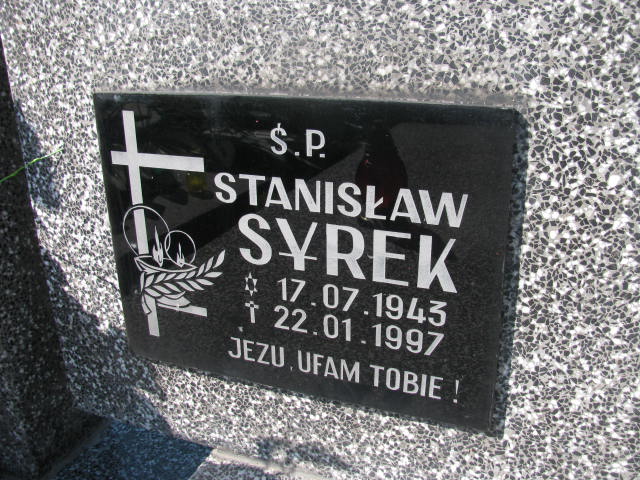 Ś.P.
STANISŁAW
SYREK
✡ 17.07.1943
† 22.01.1997
JEZU, UFAM TOBIE!